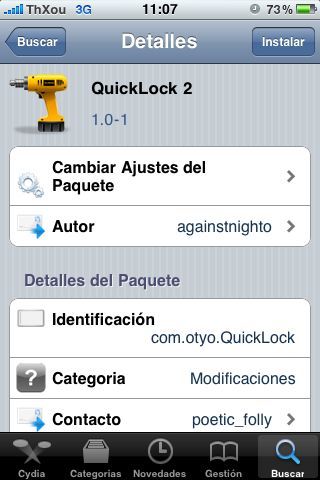 ThXou 3G 11:07 73%
Buscar Detalles Instalar
QuickLock 2
1.0-1
Cambiar Ajustes del
Paquete
Autor againstnighto
Detalles del Paquete
Identificación
com.otyo.QuickLock
? Categoria Modificaciones
Contacto poetic_folly
Cydia Categorias Novedades Gestión Buscar